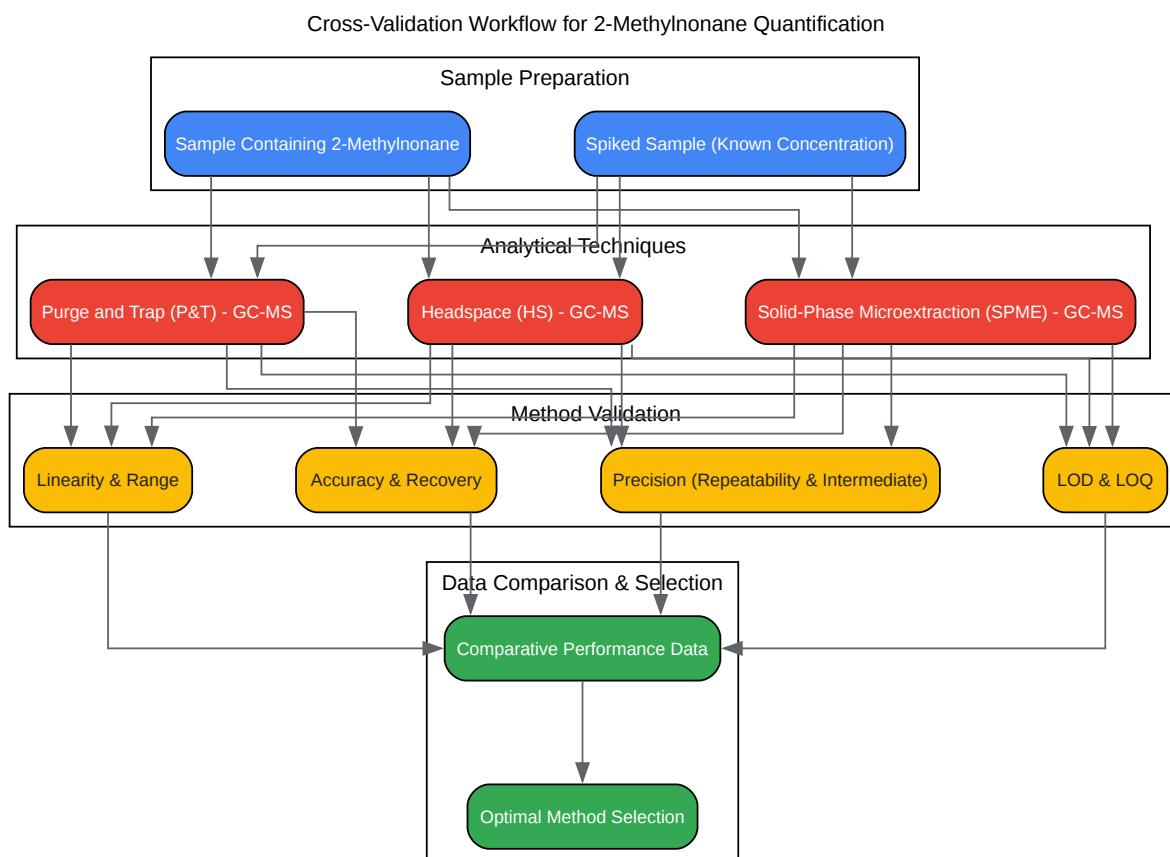 Cross-Validation Workflow for 2-Methylnonane Quantification
Sample Preparation
Sample Containing 2-Methylnonane
Spiked Sample (Known Concentration)
Analytical Techniques
Purge and Trap (P&T) - GC-MS
Headspace (HS) - GC-MS
Solid-Phase Microextraction (SPME) - GC-MS
Method Validation
Linearity & Range
Accuracy & Recovery
Precision (Repeatability & Intermediate)
LOD & LOQ
Data Comparison & Selection
Comparative Performance Data
Optimal Method Selection